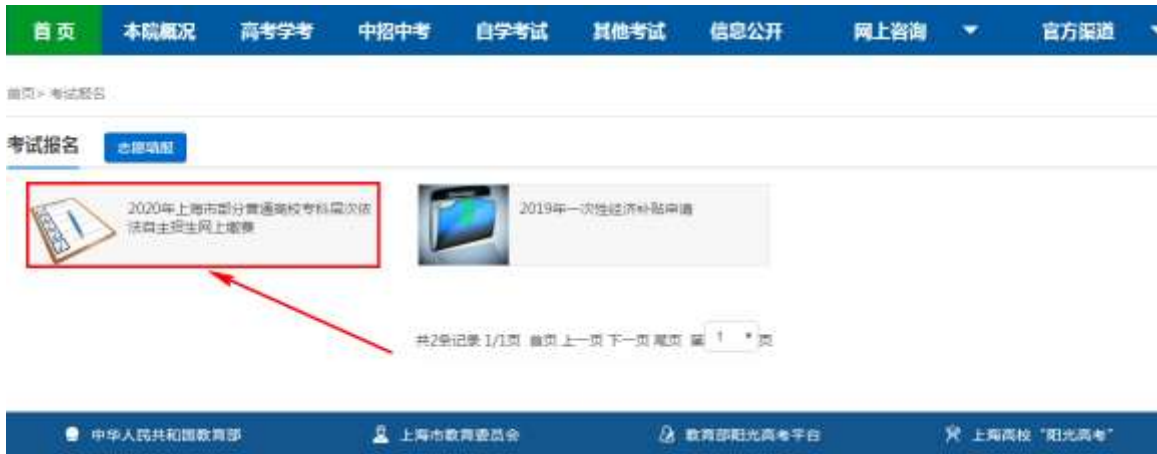 首页 本院概况 高考学考 中招中考 自学考试 其他考试 信息公开 网上咨询 官方渠道
首页> 考试报名
考试报名 志愿填报
2020年上海市部分普通高校专科层次依
法自主招生网上缴费
2019年一次性经济补贴申请
共2条记录 1/1页 首页 上一页 下一页 尾页 第 1 页
中华人民共和国教育部 上海市教育委员会 教育部阳光高考平台 上海高校“阳光高考”